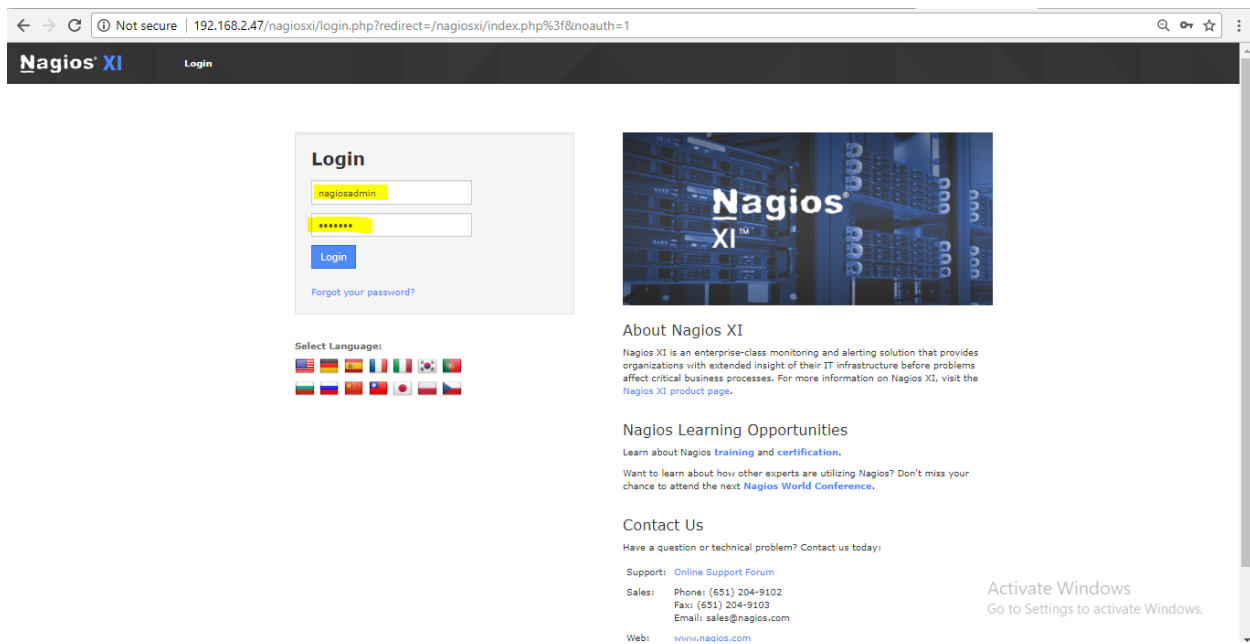 Not secure | 192.168.2.47/nagiosxi/login.php?redirect=/nagiosxi/index.php%3f&noauth=1
Nagios® XI Login
Login
nagiosadmin
•••••••
Login
Forgot your password?
Select Language:
Nagios®
XI™
About Nagios XI
Nagios XI is an enterprise-class monitoring and alerting solution that provides
organizations with extended insight of their IT infrastructure before problems
affect critical business processes. For more information on Nagios XI, visit the
Nagios XI product page.
Nagios Learning Opportunities
Learn about Nagios training and certification.
Want to learn about how other experts are utilizing Nagios? Don't miss your
chance to attend the next Nagios World Conference.
Contact Us
Have a question or technical problem? Contact us today:
Support: Online Support Forum
Sales: Phone: (651) 204-9102
Fax: (651) 204-9103
Email: sales@nagios.com
Web: www.nagios.com
Activate Windows
Go to Settings to activate Windows.